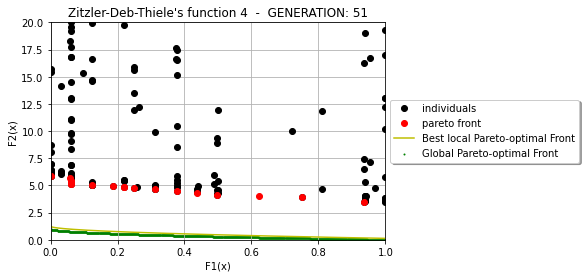 Zitzler-Deb-Thiele's function 4  -  GENERATION: 51
20.0
17.5
15.0
12.5
10.0
7.5
5.0
2.5
0.0
F2(x)
0.0 0.2 0.4 0.6 0.8 1.0
F1(x)
individuals
pareto front
Best local Pareto-optimal Front
Global Pareto-optimal Front